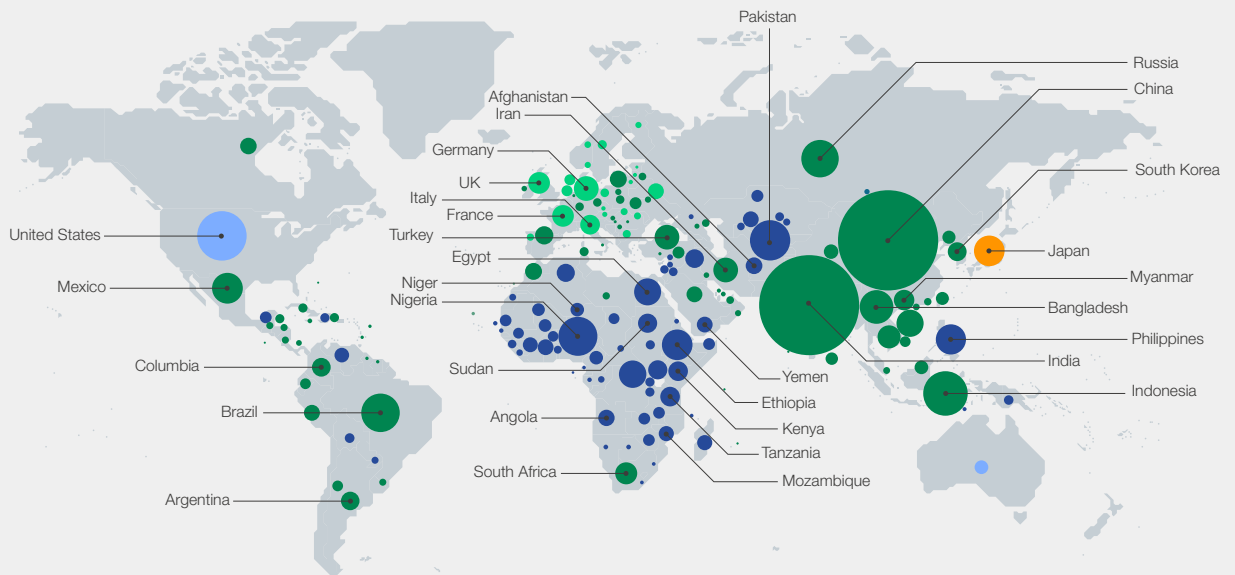 Pakistan
Russia
China
Afghanistan
Iran
Germany
South Korea
UK
Italy
France
United States
Turkey
Japan
Egypt
Myanmar
Mexico
Niger
Nigeria
Bangladesh
Philippines
India
Columbia
Sudan
Yemen
Indonesia
Ethiopia
Brazil
Angola
Kenya
Tanzania
South Africa
Mozambique
Argentina